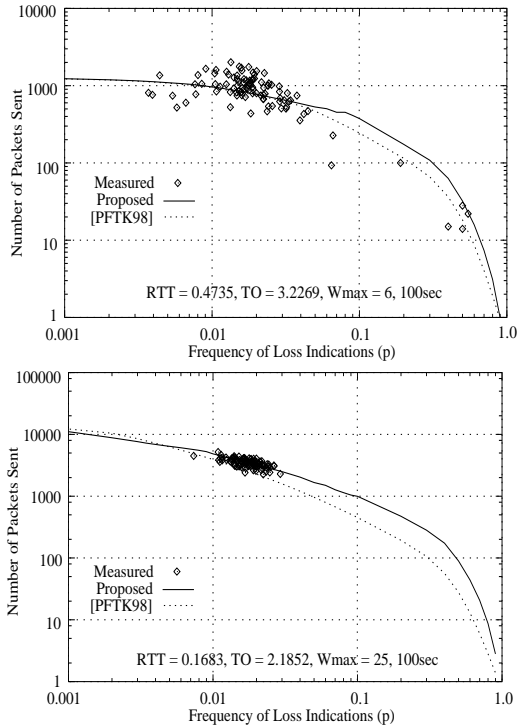 10000
1000
100
10
1
Number of Packets Sent
Measured
Proposed
[PFTK98]
RTT = 0.4735, TO = 3.2269, Wmax = 6, 100sec
0.001
0.01
0.1
1.0
Frequency of Loss Indications (p)
100000
10000
1000
100
10
1
Number of Packets Sent
Measured
Proposed
[PFTK98]
RTT = 0.1683, TO = 2.1852, Wmax = 25, 100sec
0.001
0.01
0.1
1.0
Frequency of Loss Indications (p)